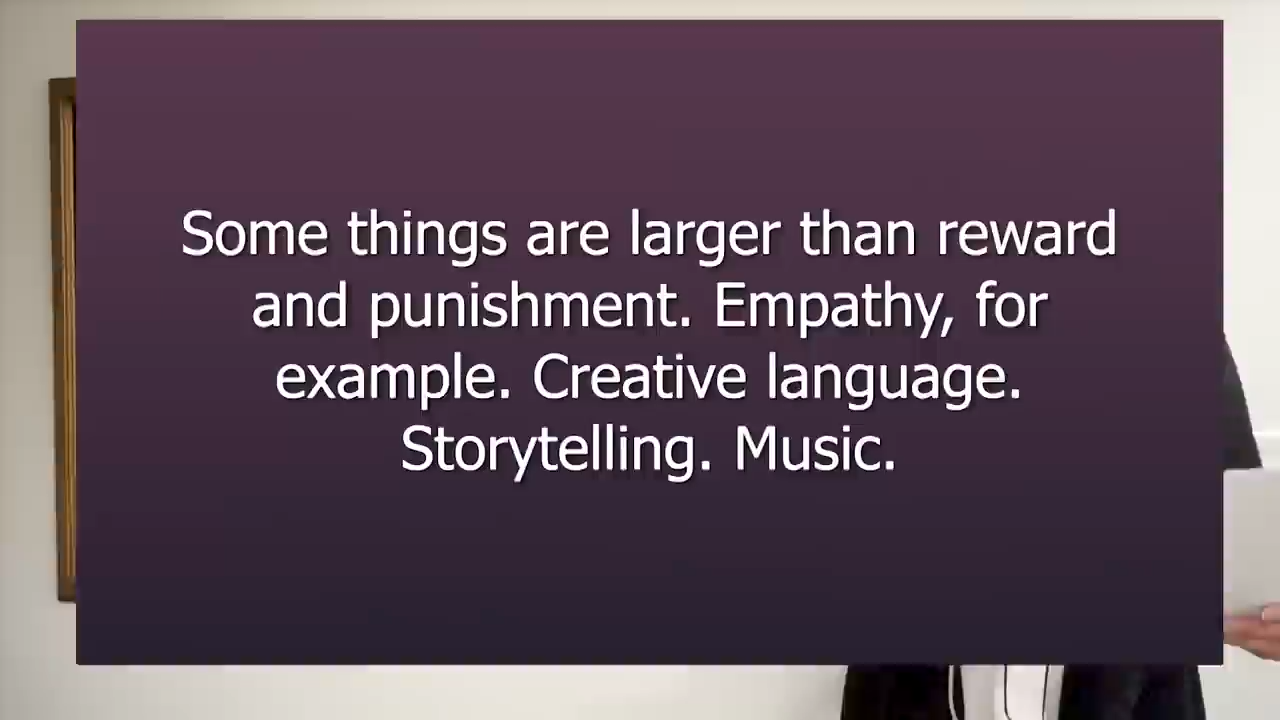 Some things are larger than reward
and punishment. Empathy, for
example. Creative language.
Storytelling. Music.